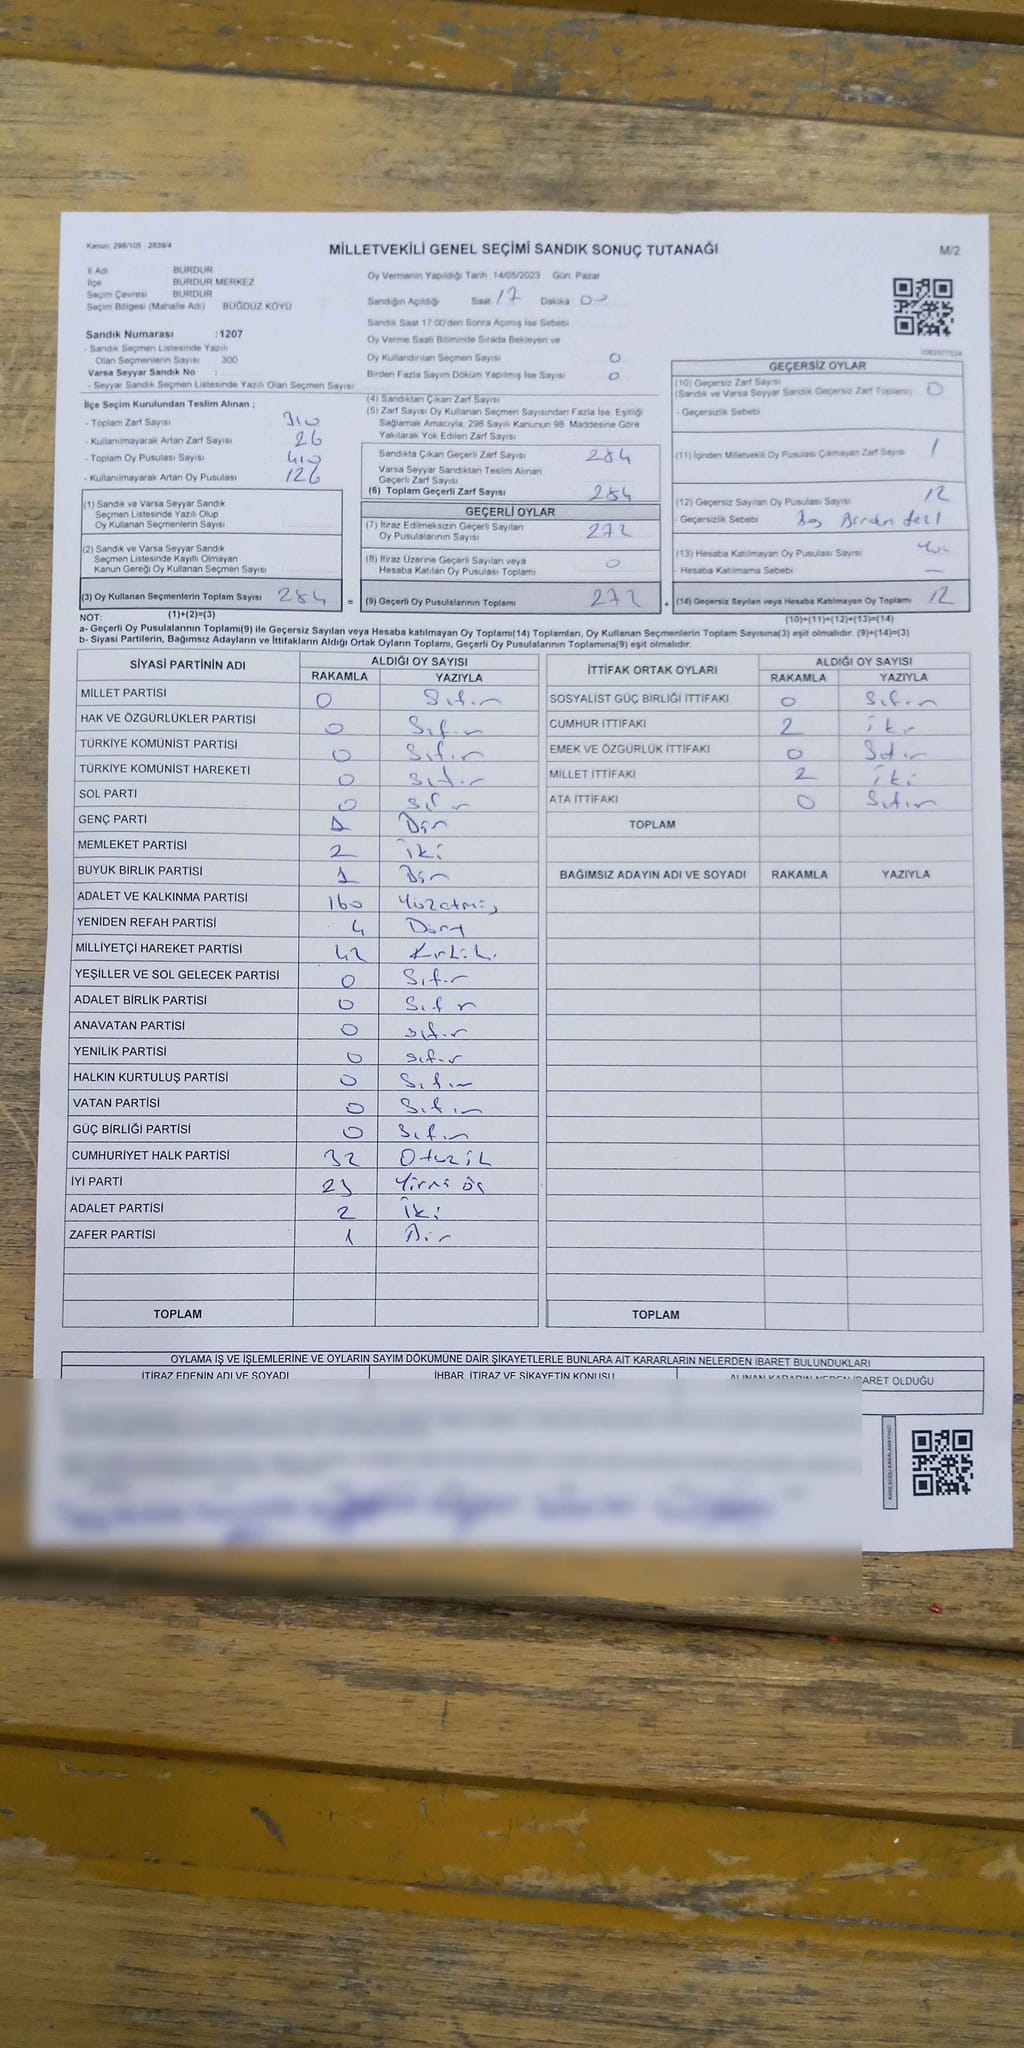 Kanun: 298/105 , 2839/4
MİLLETVEKİLİ GENEL SEÇİMİ SANDIK SONUÇ TUTANAĞI
M/2
İl Adı BURDUR
İlçe BURDUR MERKEZ
Seçim Çevresi BURDUR
Seçim Bölgesi (Mahalle Adı) BÜĞDÜZ KÖYÜ
Sandık Numarası :1207
- Sandık Seçmen Listesinde Yazılı
Olan Seçmenlerin Sayısı 300
Varsa Seyyar Sandık No :
- Seyyar Sandık Seçmen Listesinde Yazılı Olan Seçmen Sayısı
Oy Vermenin Yapıldığı Tarih :14/05/2023 Gün: Pazar
Sandığın Açıldığı Saat 17 Dakika 00
Sandık Saat 17.00'den Sonra Açılmış İse Sebebi
Oy Verme Saati Bitiminde Sırada Bekleyen ve
Oy Kullandırılan Seçmen Sayısı 0
Birden Fazla Sayım Döküm Yapılmış İse Sayısı 0
İlçe Seçim Kurulundan Teslim Alınan ;
- Toplam Zarf Sayısı 310
- Kullanılmayarak Artan Zarf Sayısı 26
- Toplam Oy Pusulası Sayısı 410
- Kullanılmayarak Artan Oy Pusulası 126
(4) Sandıktan Çıkan Zarf Sayısı
(5) Zarf Sayısı Oy Kullanan Seçmen Sayısından Fazla İse, Eşitliği
Sağlamak Amacıyla, 298 Sayılı Kanunun 98. Maddesine Göre
Yakılarak Yok Edilen Zarf Sayısı
Sandıkta Çıkan Geçerli Zarf Sayısı 284
Varsa Seyyar Sandıktan Teslim Alınan
Geçerli Zarf Sayısı
(6) Toplam Geçerli Zarf Sayısı 284
GEÇERSİZ OYLAR
(10) Geçersiz Zarf Sayısı
(Sandık ve Varsa Seyyar Sandık Geçersiz Zarf Toplamı) 0
- Geçersizlik Sebebi
(11) İçinden Milletvekili Oy Pusulası Çıkmayan Zarf Sayısı 1
(12) Geçersiz Sayılan Oy Pusulası Sayısı 12
- Geçersizlik Sebebi
(13) Hesaba Katılmayan Oy Pusulası Sayısı
- Hesaba Katılmama Sebebi —
(14) Geçersiz Sayılan veya Hesaba Katılmayan Oy Toplamı 12
(10)+(11)+(12)+(13)=(14)
(1) Sandık ve Varsa Seyyar Sandık
Seçmen Listesinde Yazılı Olup
Oy Kullanan Seçmenlerin Sayısı
(2) Sandık ve Varsa Seyyar Sandık
Seçmen Listesinde Kayıtlı Olmayan
Kanun Gereği Oy Kullanan Seçmen Sayısı
(3) Oy Kullanan Seçmenlerin Toplam Sayısı 284 =
(1)+(2)=(3)
GEÇERLİ OYLAR
(7) İtiraz Edilmeksizin Geçerli Sayılan
Oy Pusulalarının Sayısı 272
(8) İtiraz Üzerine Geçerli Sayılan veya
Hesaba Katılan Oy Pusulası Toplamı 0
(9) Geçerli Oy Pusulalarının Toplamı 272 +
NOT:
a- Geçerli Oy Pusulalarının Toplamı(9) ile Geçersiz Sayılan veya Hesaba katılmayan Oy Toplamı(14) Toplamları, Oy Kullanan Seçmenlerin Toplam Sayısına(3) eşit olmalıdır. (9)+(14)=(3)
b- Siyasi Partilerin, Bağımsız Adayların ve İttifakların Aldığı Oy Ortak Oyların Toplamı, Geçerli Oy Pusulalarının Toplamına(9) eşit olmalıdır.
SİYASİ PARTİNİN ADI ALDIĞI OY SAYISI
RAKAMLA YAZIYLA
MİLLET PARTİSİ 0 Sıfır
HAK VE ÖZGÜRLÜKLER PARTİSİ 0 Sıfır
TÜRKİYE KOMÜNİST PARTİSİ 0 Sıfır
TÜRKİYE KOMÜNİST HAREKETİ 0 Sıfır
SOL PARTİ 0 Sıfır
GENÇ PARTİ 1 Bir
MEMLEKET PARTİSİ 2 İki
BÜYÜK BİRLİK PARTİSİ 1 Bir
ADALET VE KALKINMA PARTİSİ 160 Yüzatmış
YENİDEN REFAH PARTİSİ 4 Dört
MİLLİYETÇİ HAREKET PARTİSİ 42 Kırkiki
YEŞİLLER VE SOL GELECEK PARTİSİ 0 Sıfır
ADALET BİRLİK PARTİSİ 0 Sıfır
ANAVATAN PARTİSİ 0 sıfır
YENİLİK PARTİSİ 0 sıfır
HALKIN KURTULUŞ PARTİSİ 0 Sıfır
VATAN PARTİSİ 0 Sıfır
GÜÇ BİRLİĞİ PARTİSİ 0 Sıfır
CUMHURİYET HALK PARTİSİ 32 Otuziki
İYİ PARTİ 23 Yirmi üç
ADALET PARTİSİ 2 İki
ZAFER PARTİSİ 1 Bir
TOPLAM
İTTİFAK ORTAK OYLARI ALDIĞI OY SAYISI
RAKAMLA YAZIYLA
SOSYALİST GÜÇ BİRLİĞİ İTTİFAKI 0 Sıfır
CUMHUR İTTİFAKI 2 iki
EMEK VE ÖZGÜRLÜK İTTİFAKI 0 Sıfır
MİLLET İTTİFAKI 2 iki
ATA İTTİFAKI 0 Sıfır
TOPLAM
BAĞIMSIZ ADAYIN ADI VE SOYADI RAKAMLA YAZIYLA
TOPLAM
OYLAMA İŞ VE İŞLEMLERİNE VE OYLARIN SAYIM DÖKÜMÜNE DAİR ŞİKAYETLERLE BUNLARA AİT KARARLARIN NELERDEN İBARET BULUNDUKLARI
İTİRAZ EDENİN ADI VE SOYADI İHBAR, İTİRAZ VE ŞİKAYETİN KONUSU ALINAN KARARIN NEDEN İBARET OLDUĞU